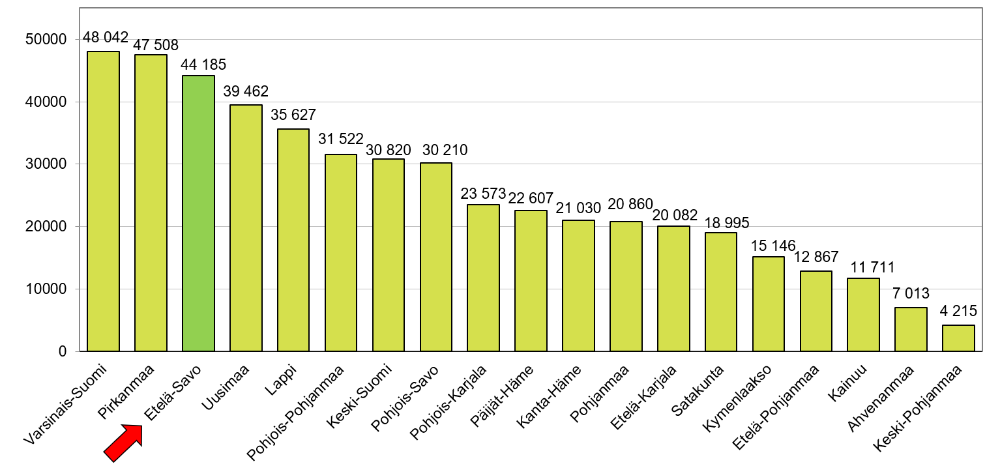 50000
40000
30000
20000
10000
0
48 042
47 508
44 185
39 462
35 627
31 522
30 820
30 210
23 573
22 607
21 030
20 860
20 082
18 995
15 146
12 867
11 711
7 013
4 215
Varsinais-Suomi
Pirkanmaa
Etelä-Savo
Uusimaa
Lappi
Pohjois-Pohjanmaa
Keski-Suomi
Pohjois-Savo
Pohjois-Karjala
Päijät-Häme
Kanta-Häme
Pohjanmaa
Etelä-Karjala
Satakunta
Kymenlaakso
Etelä-Pohjanmaa
Kainuu
Ahvenanmaa
Keski-Pohjanmaa